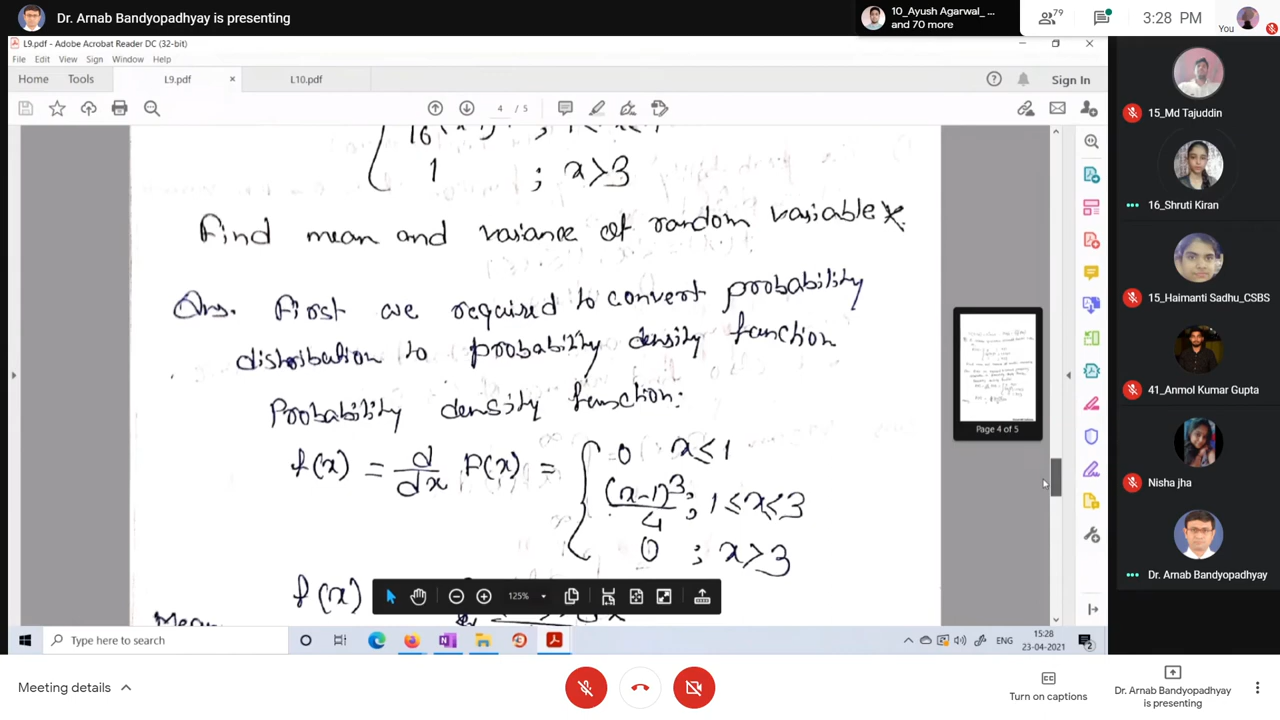 Dr. Arnab Bandyopadhyay is presenting
10_Ayush Agarwal_ ...
and 70 more
79
3:28 PM
You
L9.pdf - Adobe Acrobat Reader DC (32-bit)
File Edit View Sign Window Help
Home Tools L9.pdf × L10.pdf Sign In
4 / 5
1 ; x>3
Find mean and variance of random variable X.
Ans. First we required to convert probability
distribution to probability density function
Probability density function:
f(x) = d/dx P(x) = { 0 x≤1
(x-1)³/4 ; 1≤x≤3
0 ; x>3
f(x)
Mean
125%
Page 4 of 5
15_Md Tajuddin
16_Shruti Kiran
15_Haimanti Sadhu_CSBS
41_Anmol Kumar Gupta
Nisha jha
Dr. Arnab Bandyopadhyay
Type here to search
ENG
15:28
23-04-2021
2
Meeting details
Turn on captions
Dr. Arnab Bandyopadhyay
is presenting